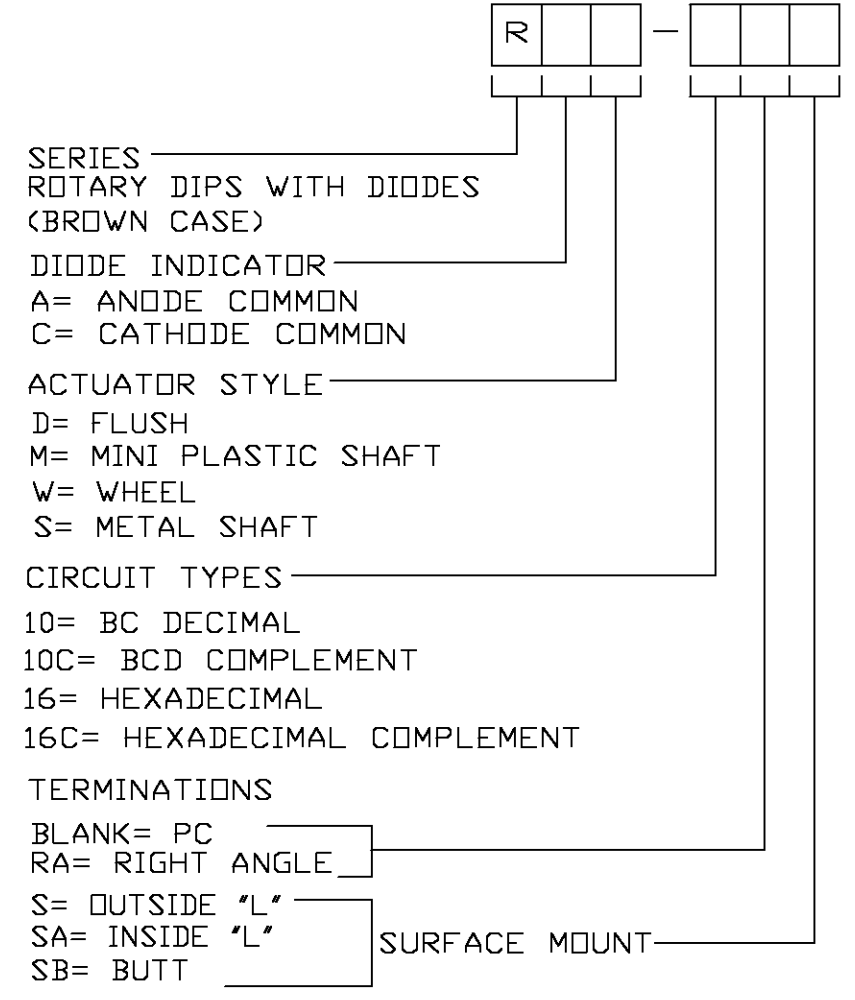 R -
SERIES
ROTARY DIPS WITH DIODES
(BROWN CASE)
DIODE INDICATOR
A= ANODE COMMON
C= CATHODE COMMON
ACTUATOR STYLE
D= FLUSH
M= MINI PLASTIC SHAFT
W= WHEEL
S= METAL SHAFT
CIRCUIT TYPES
10= BC DECIMAL
10C= BCD COMPLEMENT
16= HEXADECIMAL
16C= HEXADECIMAL COMPLEMENT
TERMINATIONS
BLANK= PC
RA= RIGHT ANGLE
S= OUTSIDE "L"
SA= INSIDE "L"
SURFACE MOUNT
SB= BUTT